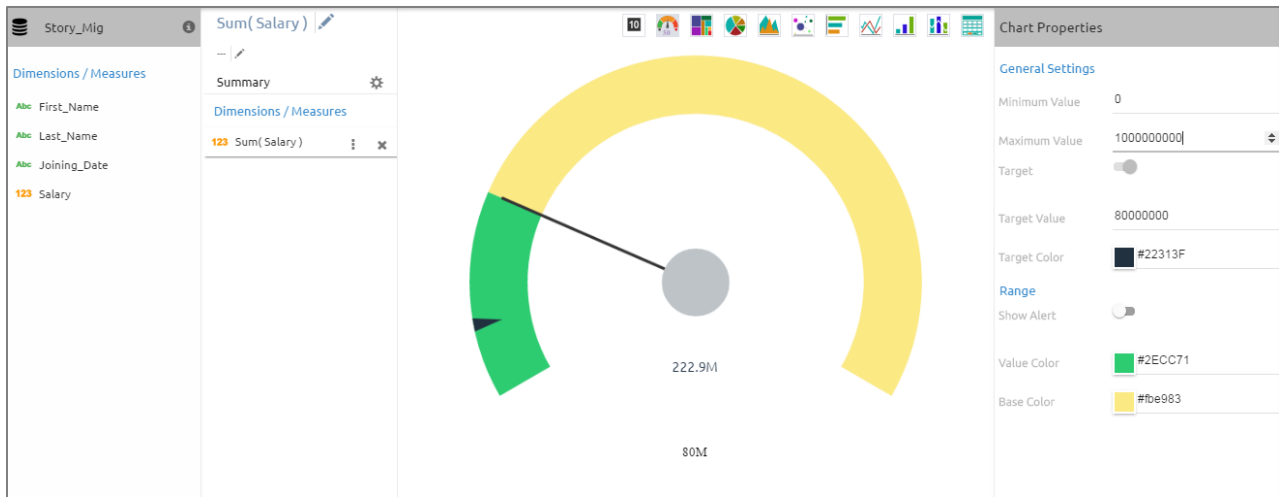 Story_Mig
Dimensions / Measures
Abc First_Name
Abc Last_Name
Abc Joining_Date
123 Salary
Sum( Salary )
--
Summary
Dimensions / Measures
123 Sum( Salary )
10
222.9M
80M
Chart Properties
General Settings
Minimum Value 0
Maximum Value 1000000000
Target
Target Value 80000000
Target Color #22313F
Range
Show Alert
Value Color #2ECC71
Base Color #fbe983